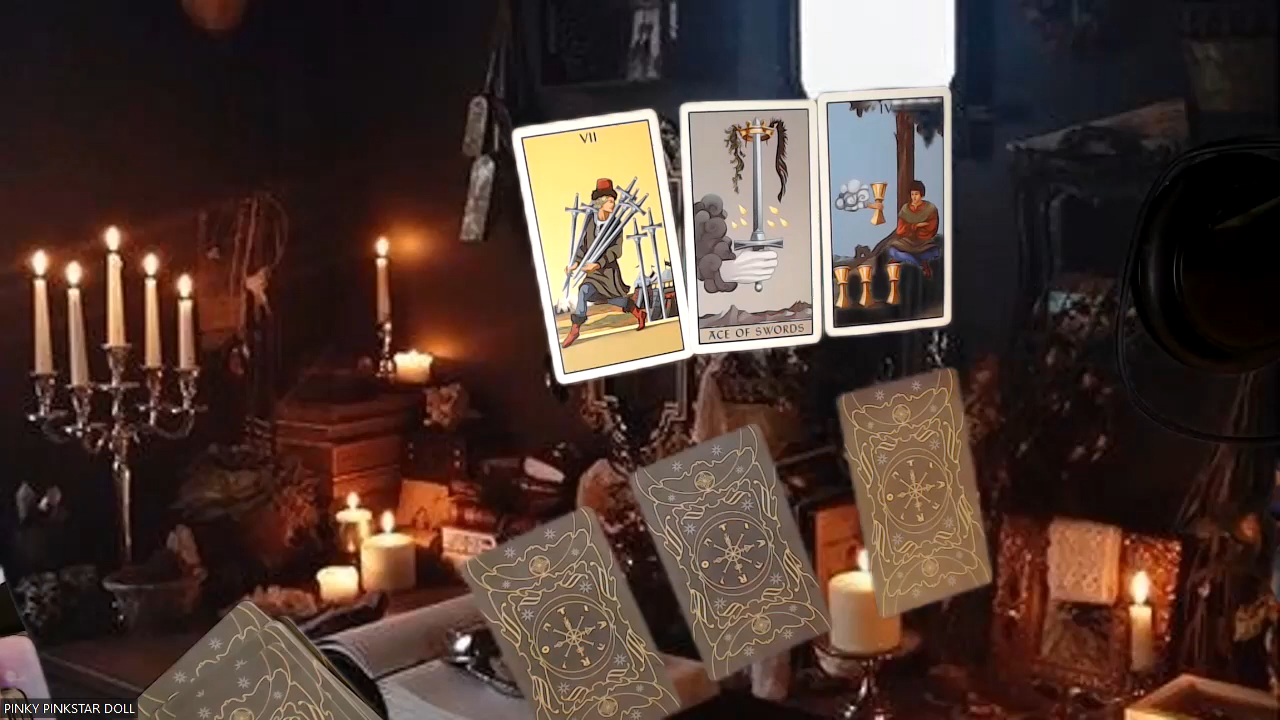 VII
ACE OF SWORDS
IV
T
A
R
O
T
A
R
O
T
A
R
O
PINKY PINKSTAR DOLL